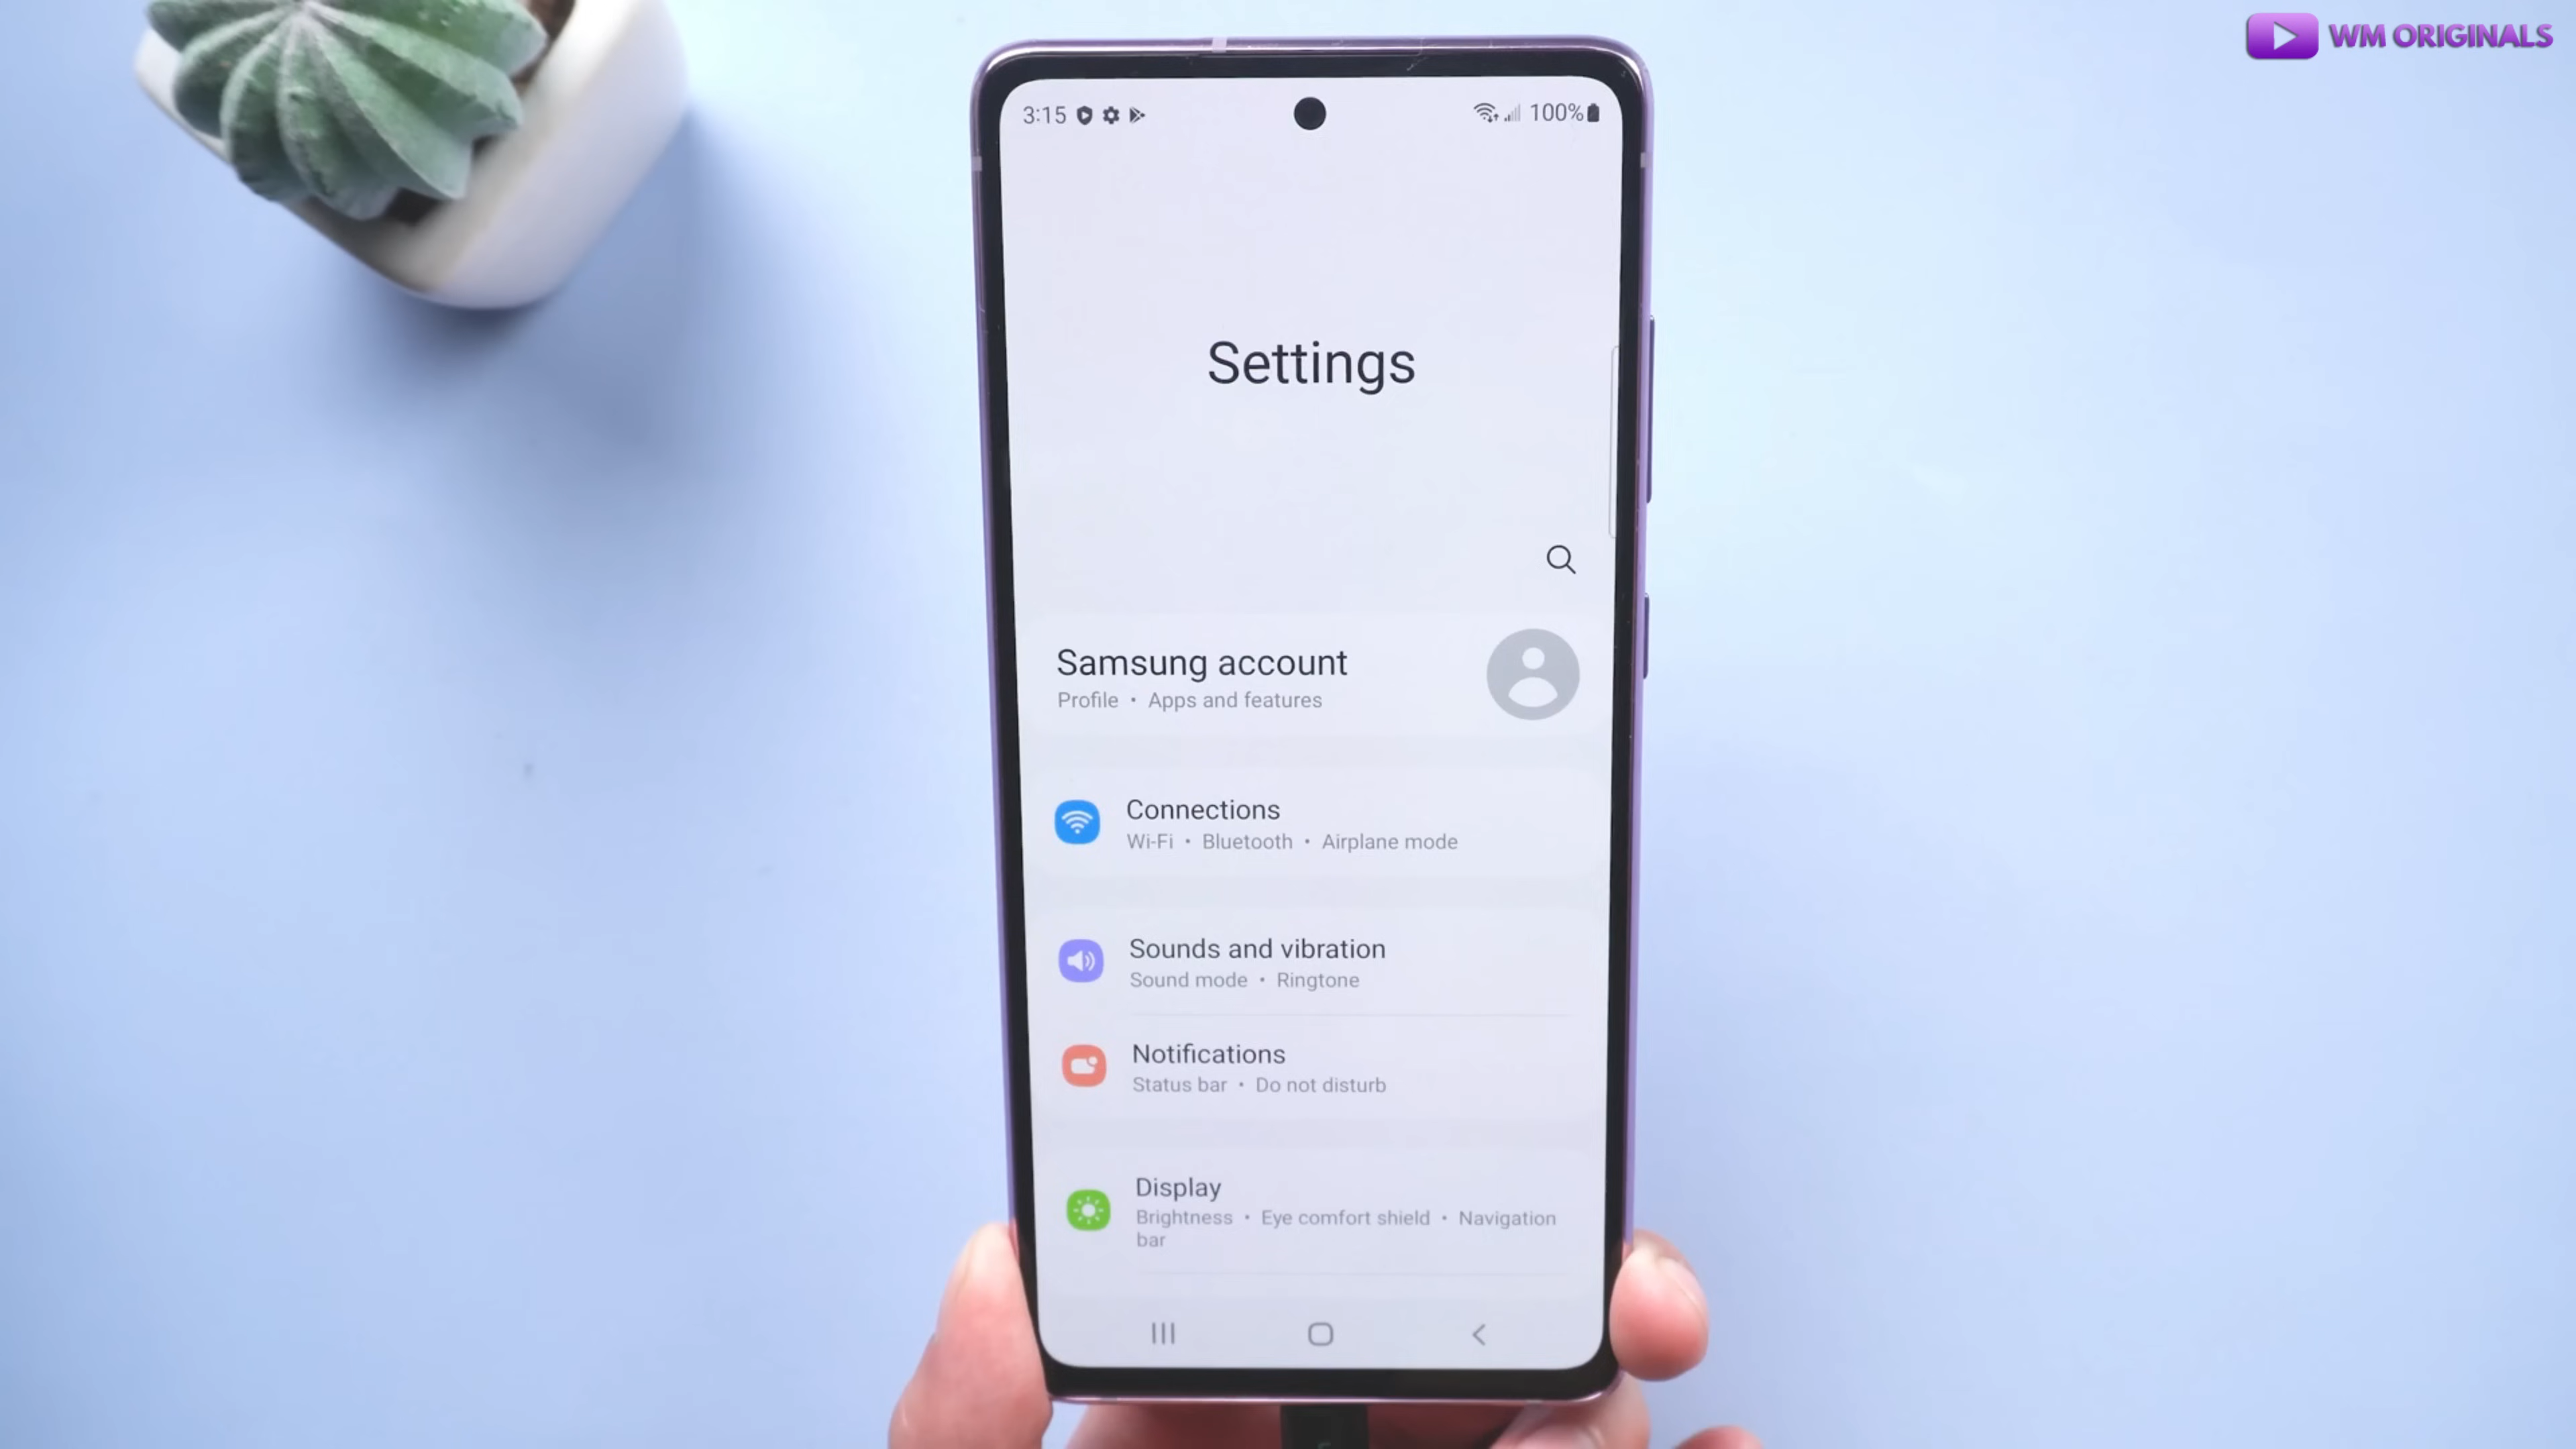 WM ORIGINALS
3:15
100%
Settings
Samsung account
Profile • Apps and features
Connections
Wi-Fi • Bluetooth • Airplane mode
Sounds and vibration
Sound mode • Ringtone
Notifications
Status bar • Do not disturb
Display
Brightness • Eye comfort shield • Navigation
bar